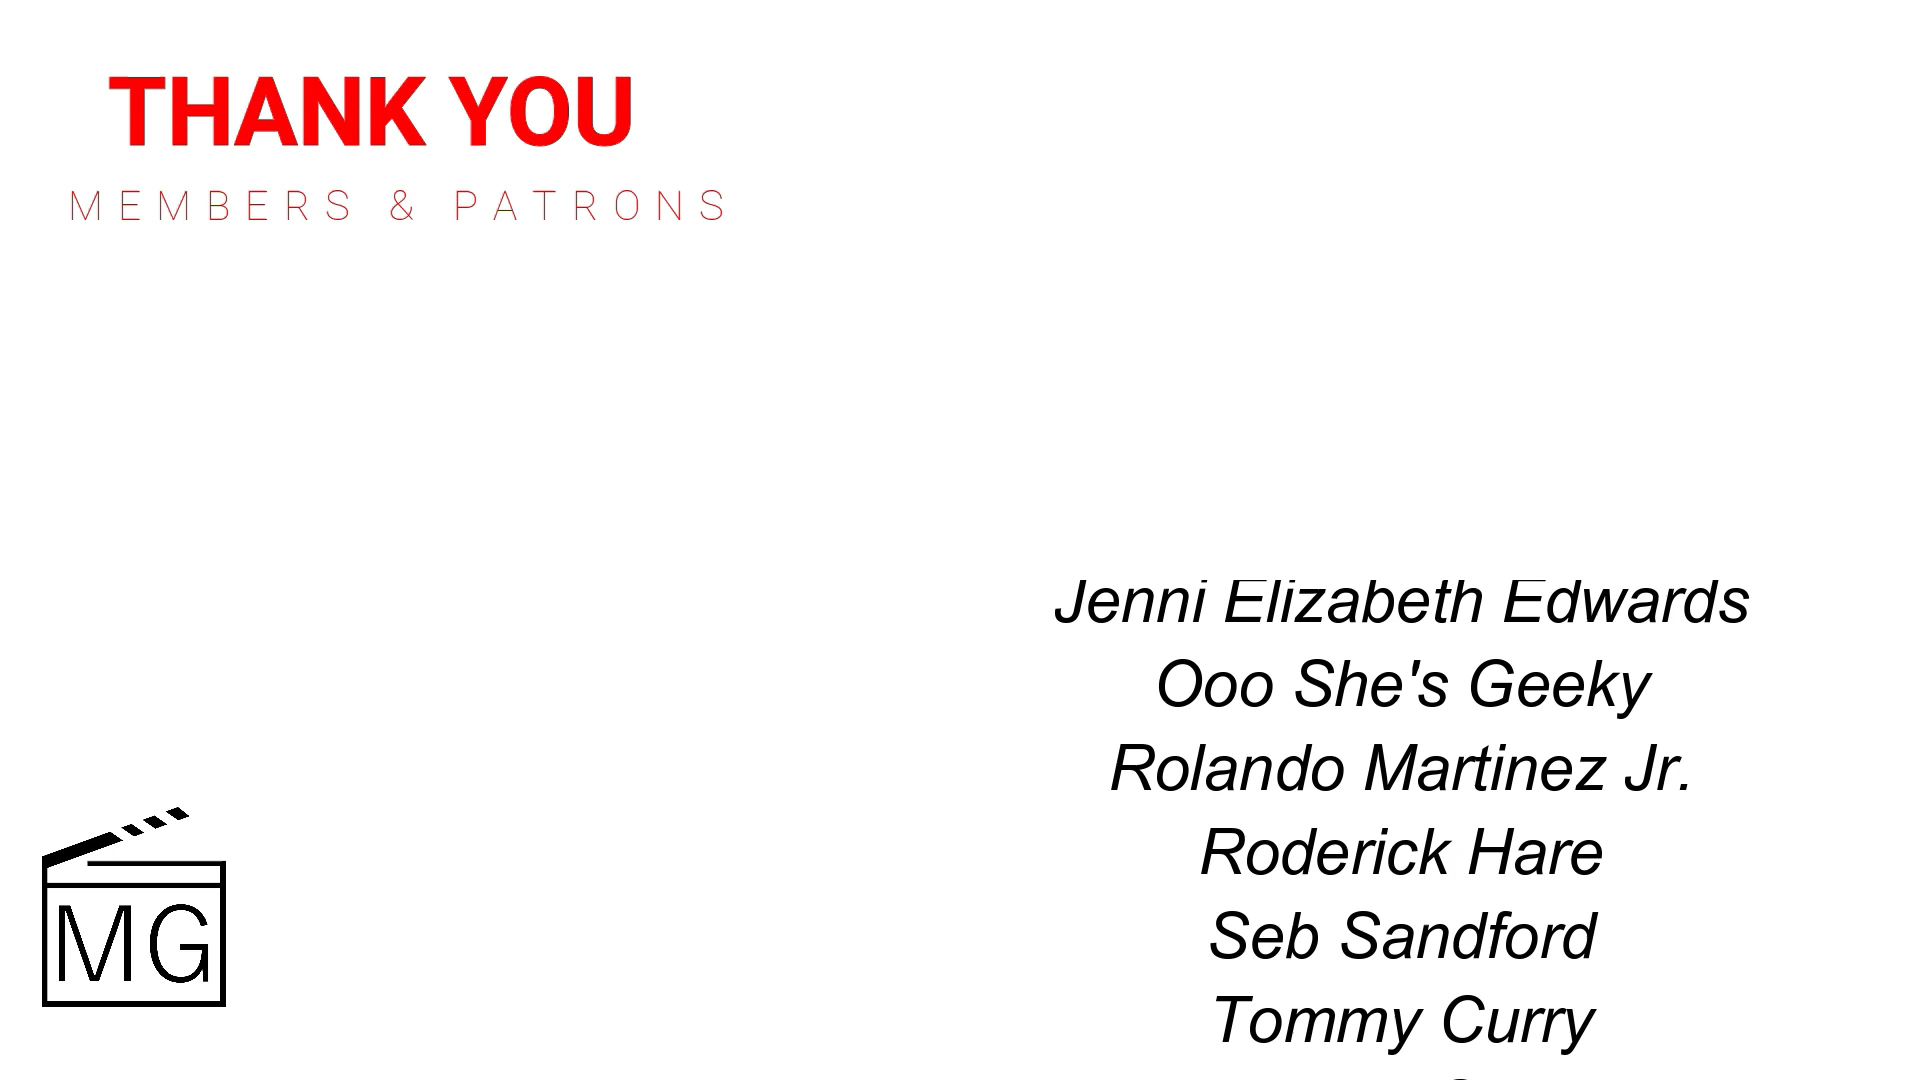 THANK YOU
MEMBERS & PATRONS
Jenni Elizabeth Edwards
Ooo She's Geeky
Rolando Martinez Jr.
Roderick Hare
Seb Sandford
Tommy Curry
MG